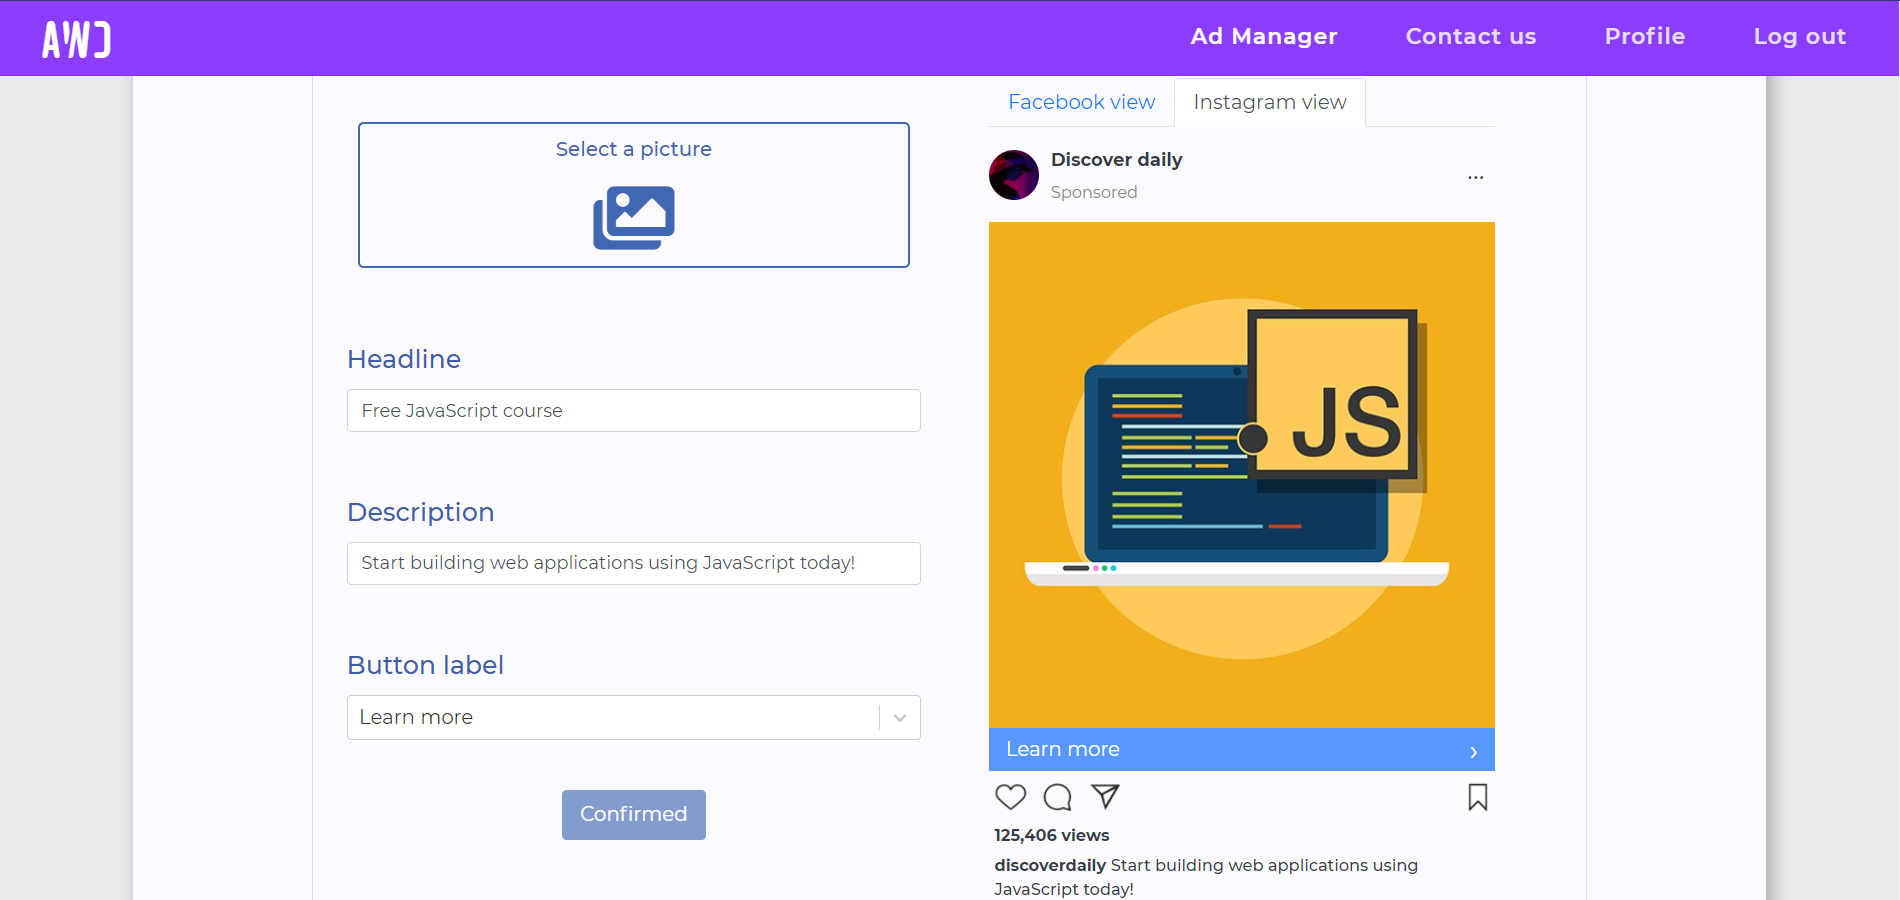 AWD
Ad Manager
Contact us
Profile
Log out
Select a picture
Headline
Free JavaScript course
Description
Start building web applications using JavaScript today!
Button label
Learn more
Confirmed
Facebook view
Instagram view
Discover daily
...
Sponsored
JS
Learn more
125,406 views
discoverdaily Start building web applications using
JavaScript today!